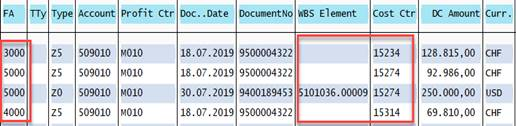 FA TTy Type Account Profit Ctr Doc..Date DocumentNo WBS Element Cost Ctr DC Amount Curr.
3000 Z5 509010 M010 18.07.2019 9500004322 15234 128.815,00 CHF
5000 Z5 509010 M010 18.07.2019 9500004322 15274 92.986,00 CHF
5000 Z0 509010 M010 30.07.2019 9400189453 5101036.00009 15274 250.000,00 USD
4000 Z5 509010 M010 18.07.2019 9500004322 15314 69.810,00 CHF